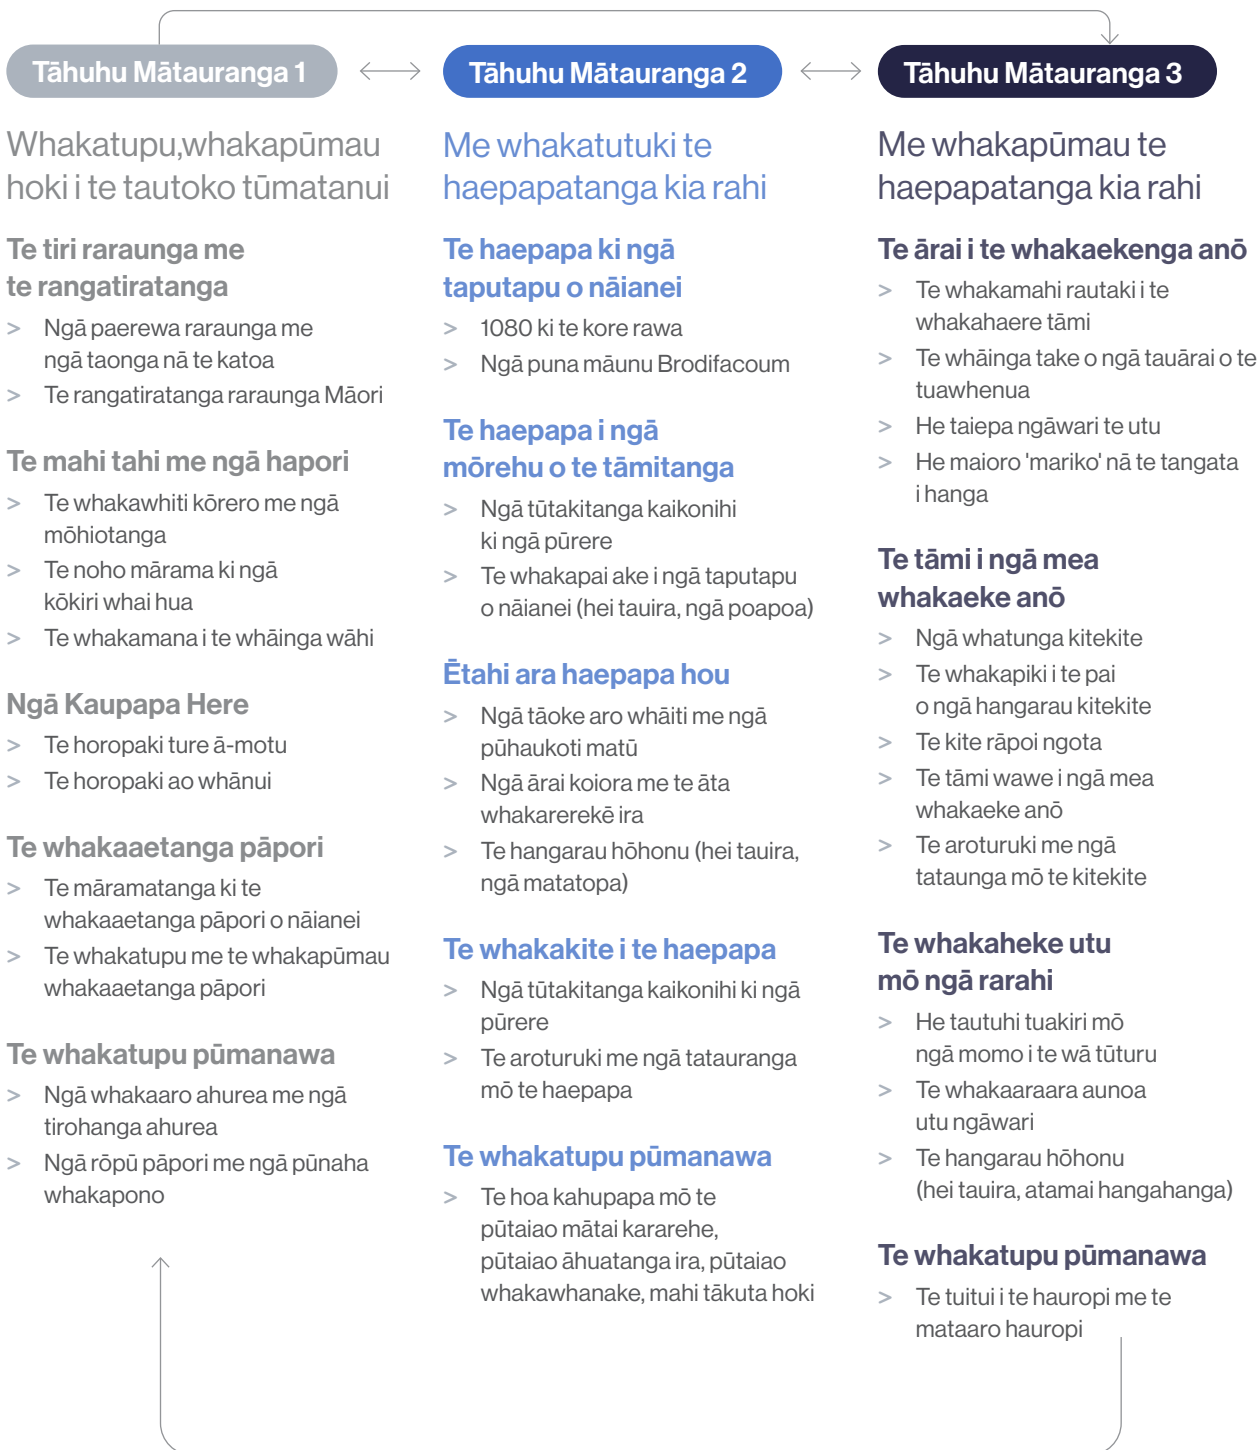 Tāhuhu Mātauranga 1
Whakatupu,whakapūmau
hoki i te tautoko tūmatanui
Te tiri raraunga me
te rangatiratanga
> Ngā paerewa raraunga me
ngā taonga nā te katoa
> Te rangatiratanga raraunga Māori
Te mahi tahi me ngā hapori
> Te whakawhiti kōrero me ngā
mōhiotanga
> Te noho mārama ki ngā
kōkiri whai hua
> Te whakamana i te whāinga wāhi
Ngā Kaupapa Here
> Te horopaki ture ā-motu
> Te horopaki ao whānui
Te whakaaetanga pāpori
> Te māramatanga ki te
whakaaetanga pāpori o nāianei
> Te whakatupu me te whakapūmau
whakaaetanga pāpori
Te whakatupu pūmanawa
> Ngā whakaaro ahurea me ngā
tirohanga ahurea
> Ngā rōpū pāpori me ngā pūnaha
whakapono
Tāhuhu Mātauranga 2
Me whakatutuki te
haepapatanga kia rahi
Te haepapa ki ngā
taputapu o nāianei
> 1080 ki te kore rawa
> Ngā puna māunu Brodifacoum
Te haepapa i ngā
mōrehu o te tāmitanga
> Ngā tūtakitanga kaikonihi
ki ngā pūrere
> Te whakapai ake i ngā taputapu
o nāianei (hei tauira, ngā poapoa)
Ētahi ara haepapa hou
> Ngā tāoke aro whāiti me ngā
pūhaukoti matū
> Ngā ārai koiora me te āta
whakarerekē ira
> Te hangarau hōhonu (hei tauira,
ngā matatopa)
Te whakakite i te haepapa
> Ngā tūtakitanga kaikonihi ki ngā
pūrere
> Te aroturuki me ngā tatauranga
mō te haepapa
Te whakatupu pūmanawa
> Te hoa kahupapa mō te
pūtaiao mātai kararehe,
pūtaiao āhuatanga ira, pūtaiao
whakawhanake, mahi tākuta hoki
Tāhuhu Mātauranga 3
Me whakapūmau te
haepapatanga kia rahi
Te ārai i te whakaekenga anō
> Te whakamahi rautaki i te
whakahaere tāmi
> Te whāinga take o ngā tauārai o te
tuawhenua
> He taiepa ngāwari te utu
> He maioro 'mariko' nā te tangata
i hanga
Te tāmi i ngā mea
whakaeke anō
> Ngā whatunga kitekite
> Te whakapiki i te pai
o ngā hangarau kitekite
> Te kite rāpoi ngota
> Te tāmi wawe i ngā mea
whakaeke anō
> Te aroturuki me ngā
tataunga mō te kitekite
Te whakaheke utu
mō ngā rarahi
> He tautuhi tuakiri mō
ngā momo i te wā tūturu
> Te whakaaraara aunoa
utu ngāwari
> Te hangarau hōhonu
(hei tauira, atamai hangahanga)
Te whakatupu pūmanawa
> Te tuitui i te hauropi me te
mataaro hauropi